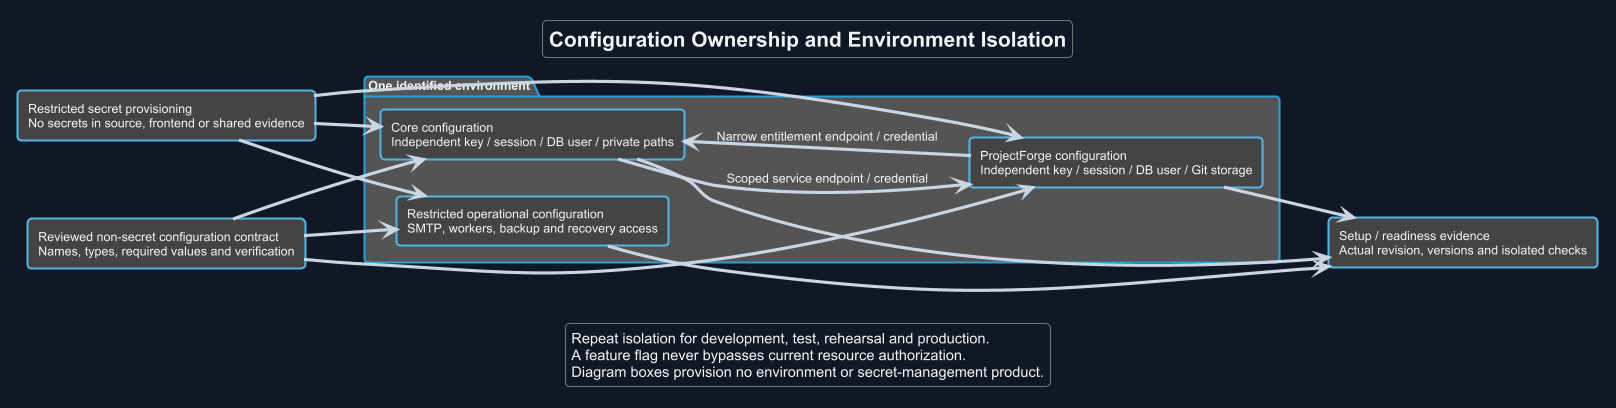 Configuration Ownership and Environment Isolation
One identified environment
Restricted secret provisioning
No secrets in source, frontend or shared evidence
Core configuration
Independent key / session / DB user / private paths
Narrow entitlement endpoint / credential
ProjectForge configuration
Independent key / session / DB user / Git storage
Scoped service endpoint / credential
Restricted operational configuration
SMTP, workers, backup and recovery access
Reviewed non-secret configuration contract
Names, types, required values and verification
Setup / readiness evidence
Actual revision, versions and isolated checks
Repeat isolation for development, test, rehearsal and production.
A feature flag never bypasses current resource authorization.
Diagram boxes provision no environment or secret-management product.